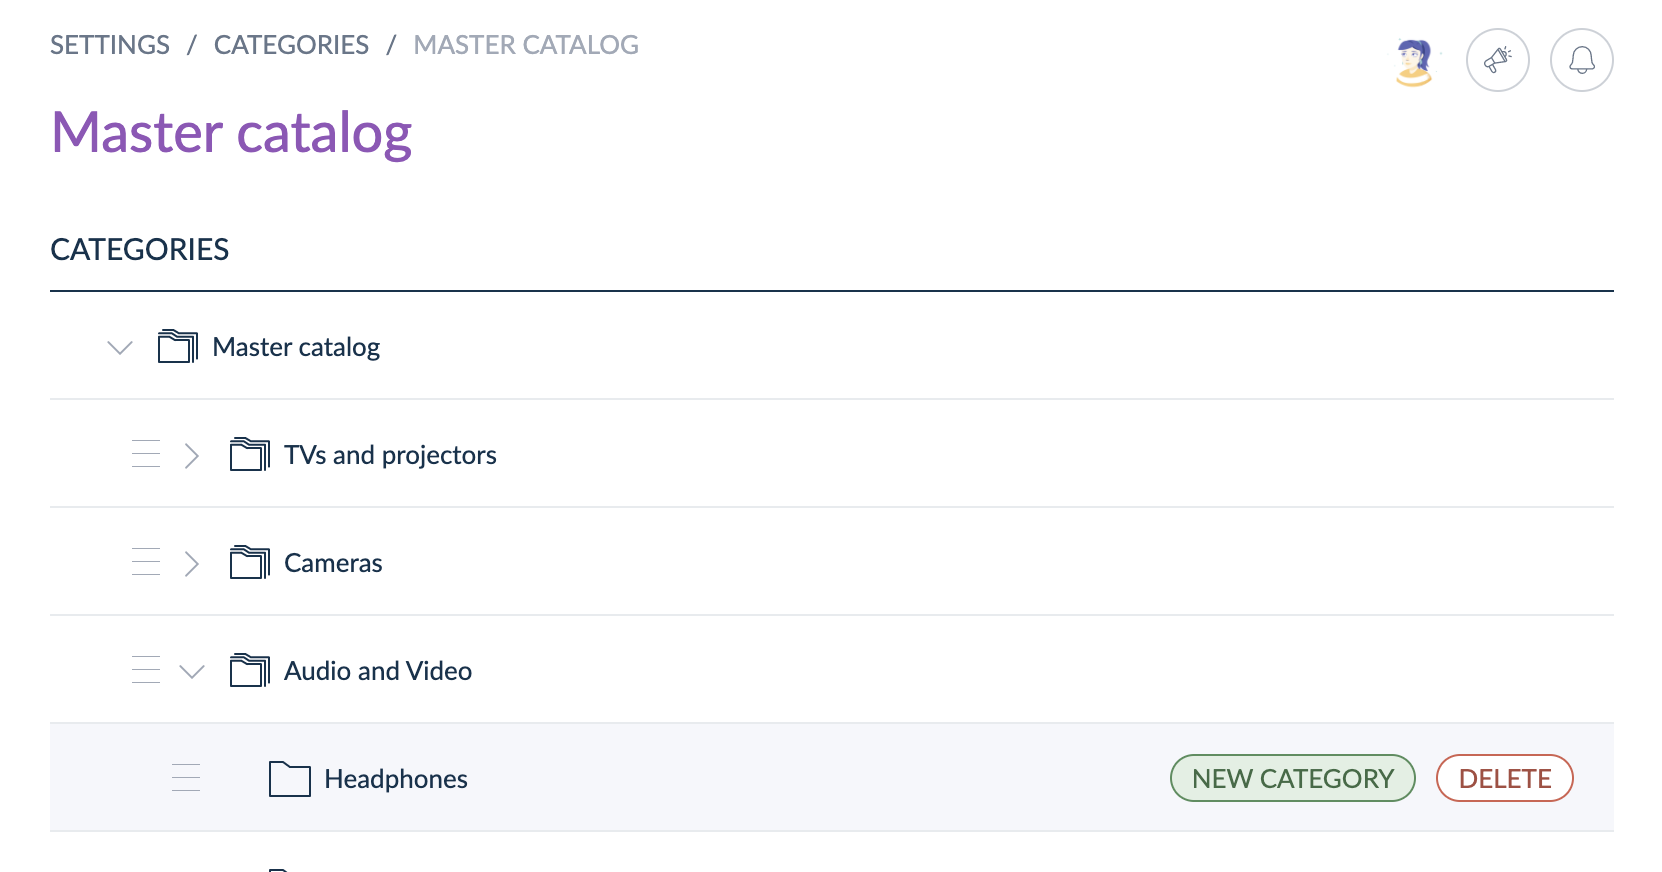 SETTINGS / CATEGORIES / MASTER CATALOG
Master catalog
CATEGORIES
Master catalog
TVs and projectors
Cameras
Audio and Video
Headphones NEW CATEGORY DELETE